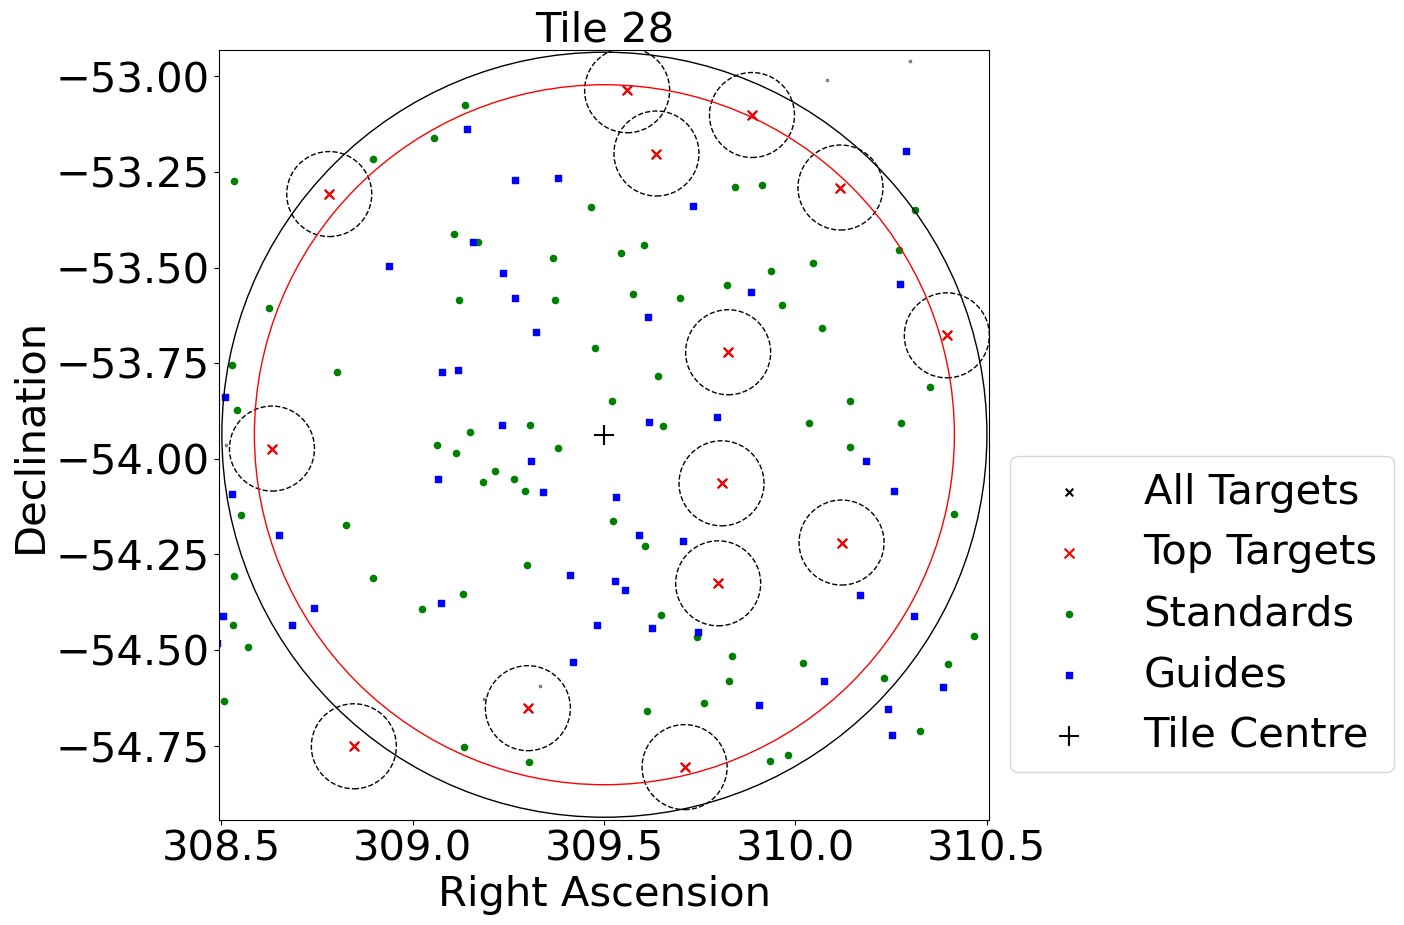 Tile 28
−53.00
−53.25
−53.50
−53.75
−54.00
−54.25
−54.50
−54.75
Declination
308.5 309.0 309.5 310.0 310.5
Right Ascension
All Targets
Top Targets
Standards
Guides
Tile Centre